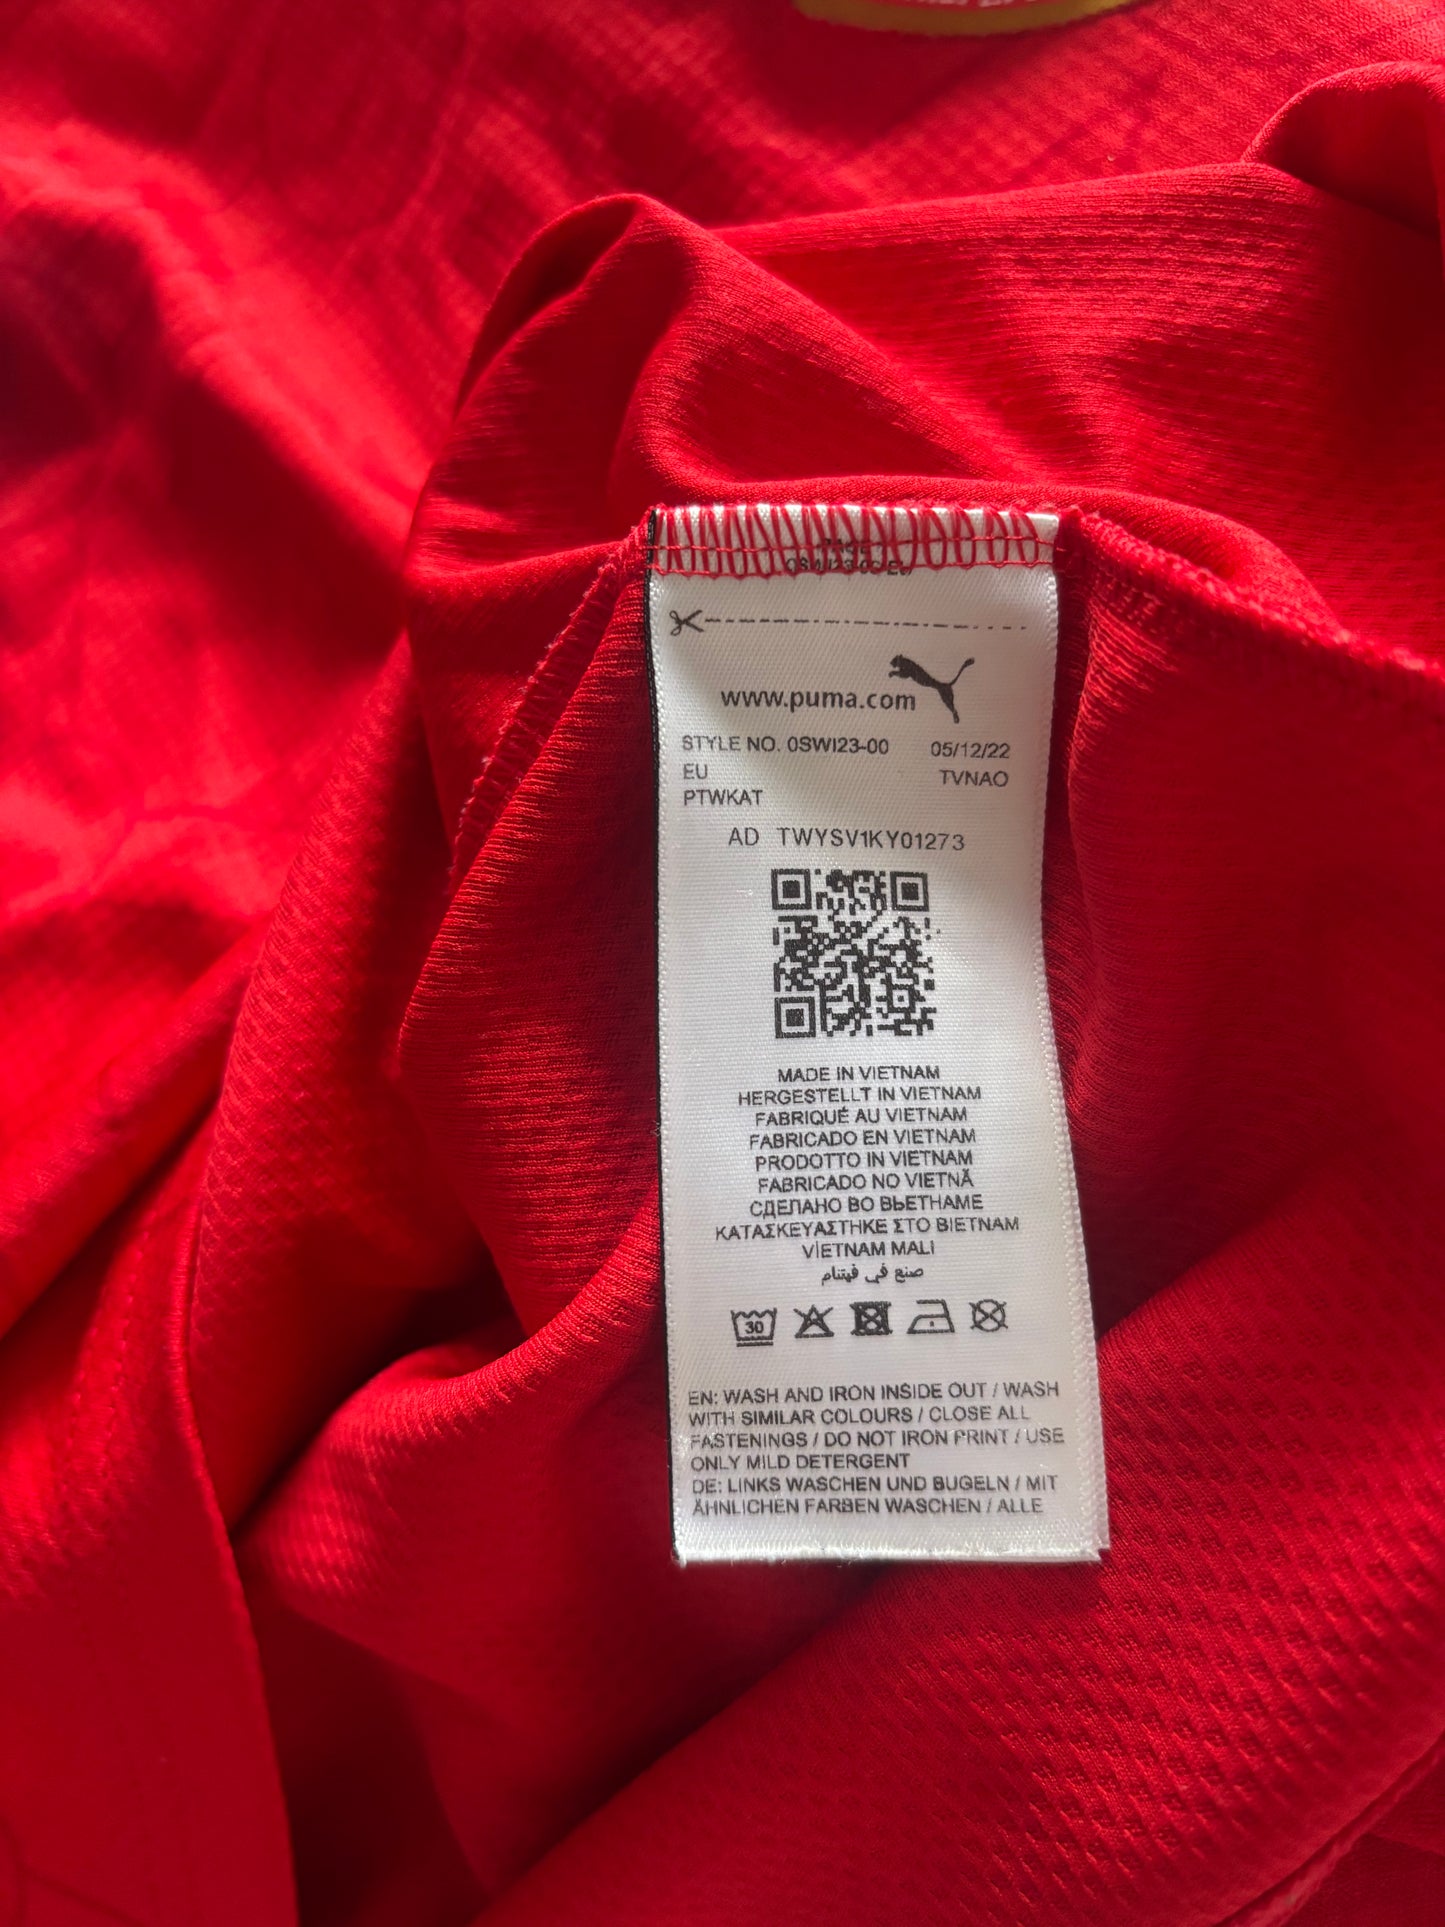 www.puma.com
STYLE NO. 0SWI23-00 05/12/22
EU TVNAO
PTWKAT
AD TWYSV1KY01273
MADE IN VIETNAM
HERGESTELLT IN VIETNAM
FABRIQUÉ AU VIETNAM
FABRICADO EN VIETNAM
PRODOTTO IN VIETNAM
FABRICADO NO VIETNÃ
СДЕЛАНО ВО ВЬЕТНАМЕ
ΚΑΤΑΣΚΕΥΑΣΤΗΚΕ ΣΤΟ ΒΙΕΤΝΑΜ
VİETNAM MALI
صنع في فيتنام
30
EN: WASH AND IRON INSIDE OUT / WASH
WITH SIMILAR COLOURS / CLOSE ALL
FASTENINGS / DO NOT IRON PRINT / USE
ONLY MILD DETERGENT
DE: LINKS WASCHEN UND BUGELN / MIT
ÄHNLICHEN FARBEN WASCHEN / ALLE